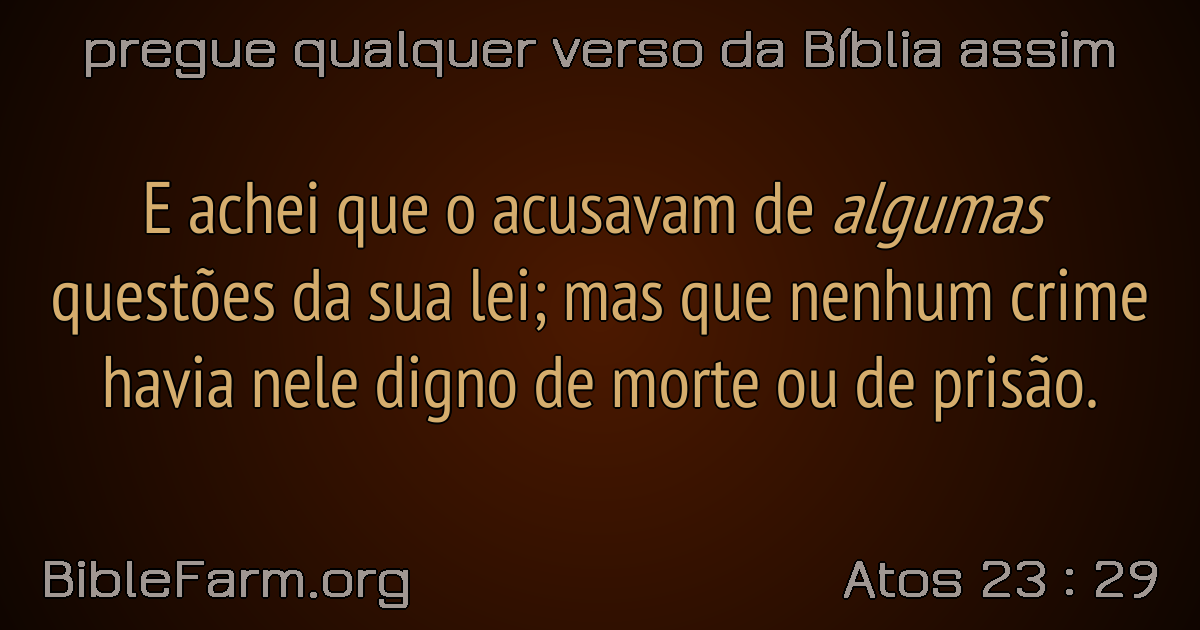 pregue qualquer verso da Bíblia assim
E achei que o acusavam de algumas
questões da sua lei; mas que nenhum crime
havia nele digno de morte ou de prisão.
BibleFarm.org
Atos 23 : 29